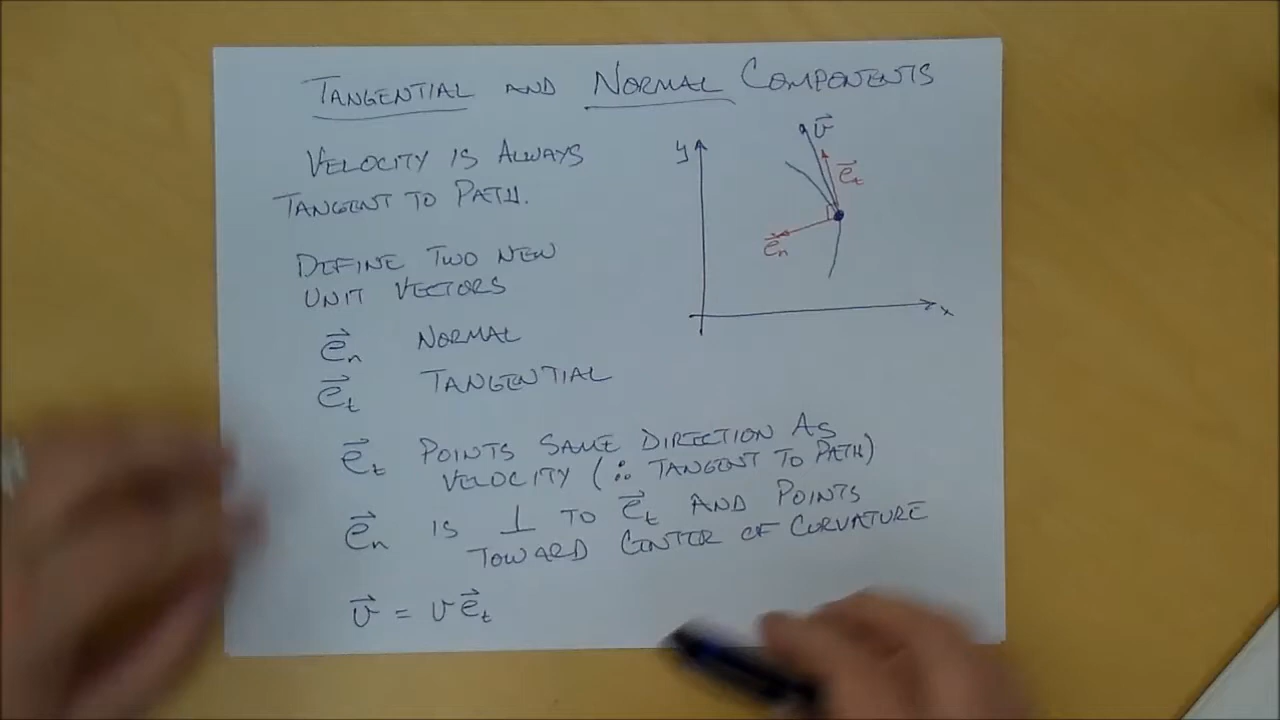 TANGENTIAL AND NORMAL COMPONENTS
VELOCITY IS ALWAYS
TANGENT TO PATH.
DEFINE TWO NEW
UNIT VECTORS
e⃗n NORMAL
e⃗t TANGENTIAL
e⃗t POINTS SAME DIRECTION AS
VELOCITY (∴ TANGENT TO PATH)
e⃗n IS ⊥ TO e⃗t AND POINTS
TOWARD CENTER OF CURVATURE
v⃗ = v e⃗t
y
v⃗
e⃗t
e⃗n
x